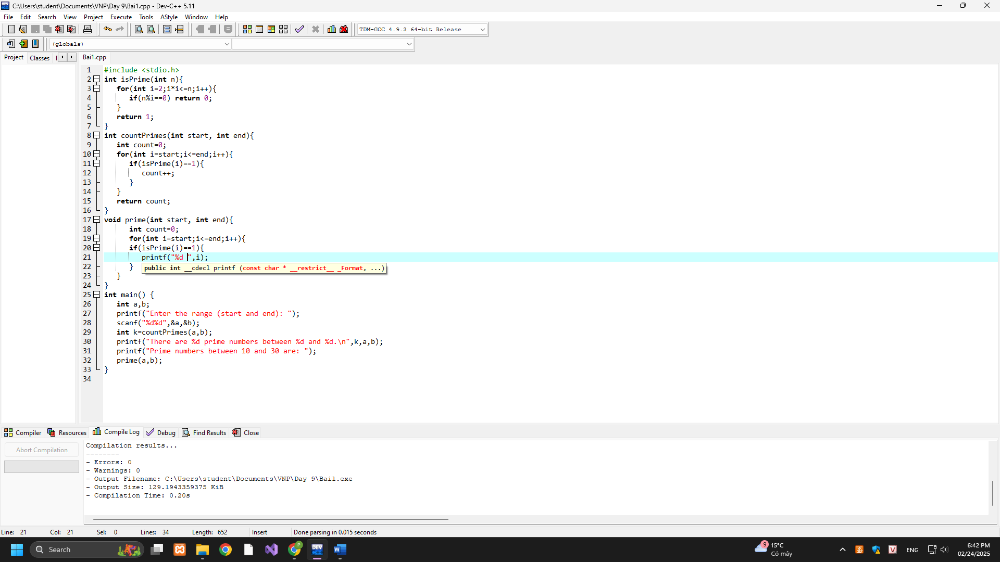 C:\Users\student\Documents\VNP\Day 9\Bai1.cpp - Dev-C++ 5.11
File Edit Search View Project Execute Tools AStyle Window Help
TDM-GCC 4.9.2 64-bit Release
(globals)
Project Classes Bai1.cpp
1 #include <stdio.h>
2 int isPrime(int n){
3 for(int i=2;i*i<=n;i++){
4 if(n%i==0) return 0;
5 }
6 return 1;
7 }
8 int countPrimes(int start, int end){
9 int count=0;
10 for(int i=start;i<=end;i++){
11 if(isPrime(i)==1){
12 count++;
13 }
14 }
15 return count;
16 }
17 void prime(int start, int end){
18 int count=0;
19 for(int i=start;i<=end;i++){
20 if(isPrime(i)==1){
21 printf("%d ",i);
22 } public int __cdecl printf (const char * __restrict__ _Format, ...)
23 }
24 }
25 int main() {
26 int a,b;
27 printf("Enter the range (start and end): ");
28 scanf("%d%d",&a,&b);
29 int k=countPrimes(a,b);
30 printf("There are %d prime numbers between %d and %d.\n",k,a,b);
31 printf("Prime numbers between 10 and 30 are: ");
32 prime(a,b);
33 }
34
Compiler Resources Compile Log Debug Find Results Close
Abort Compilation
Compilation results...
--------
- Errors: 0
- Warnings: 0
- Output Filename: C:\Users\student\Documents\VNP\Day 9\Bai1.exe
- Output Size: 129.1943359375 KiB
- Compilation Time: 0.20s
Line: 21 Col: 21 Sel: 0 Lines: 34 Length: 652 Insert Done parsing in 0.015 seconds
Search
DEV
9
15°C
Có mây
V
ENG
6:42 PM
02/24/2025